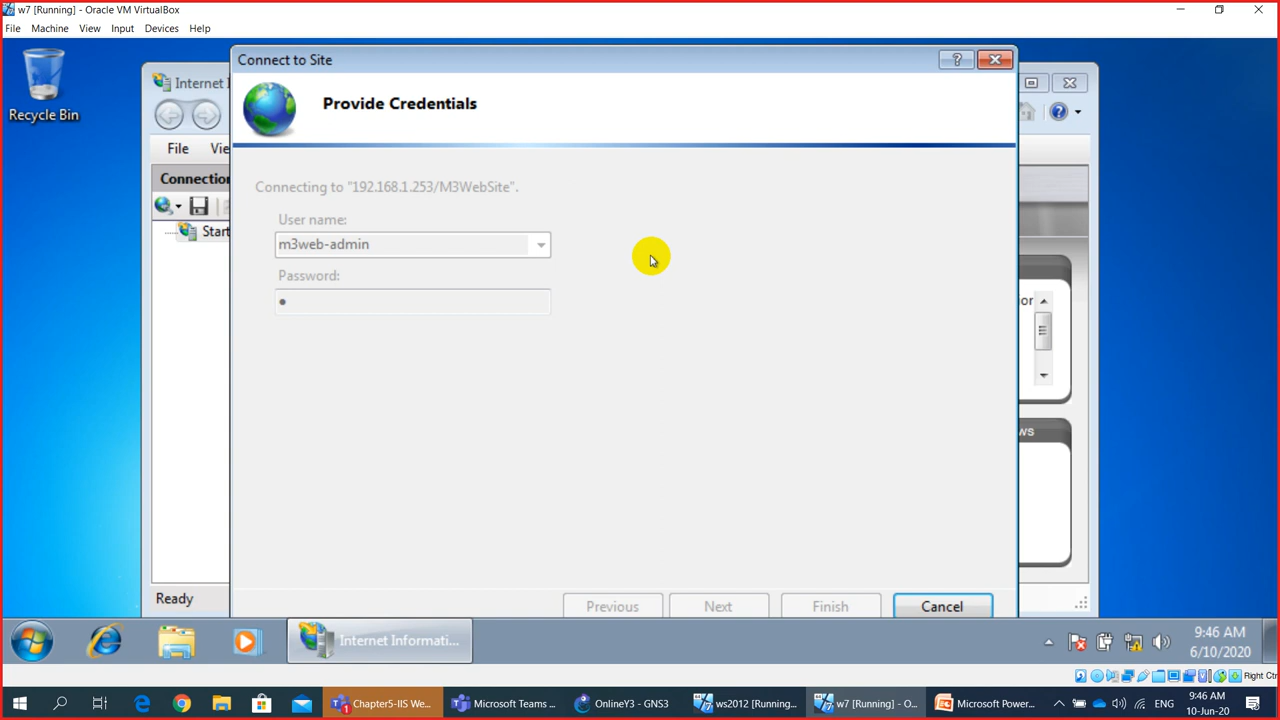 w7 [Running] - Oracle VM VirtualBox
File Machine View Input Devices Help
Recycle Bin
Internet I
Connect to Site
Provide Credentials
File Vie
Connection
Start
Connecting to "192.168.1.253/M3WebSite".
User name:
m3web-admin
Password:
●
or
ws
Ready
Previous Next Finish Cancel
Internet Informati...
9:46 AM
6/10/2020
Right Ctr
Chapter5-IIS We...
Microsoft Teams ...
OnlineY3 - GNS3
ws2012 [Running...
w7 [Running] - O...
Microsoft Power...
ENG
9:46 AM
10-Jun-20